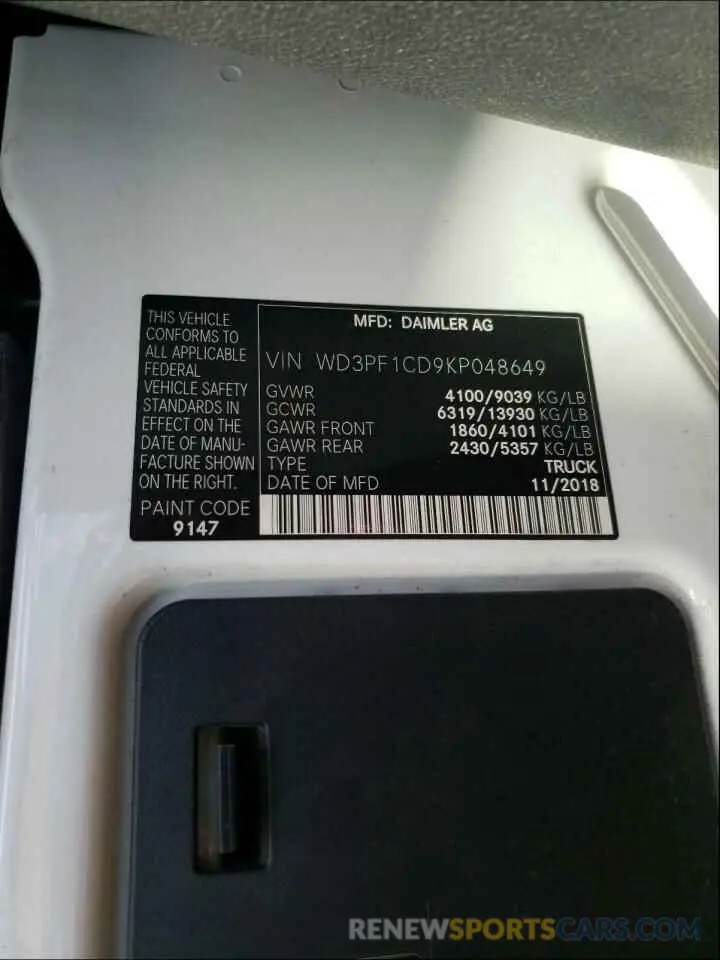 THIS VEHICLE
CONFORMS TO
ALL APPLICABLE
FEDERAL
VEHICLE SAFETY
STANDARDS IN
EFFECT ON THE
DATE OF MANU-
FACTURE SHOWN
ON THE RIGHT.
PAINT CODE
9147
MFD: DAIMLER AG
VIN WD3PF1CD9KP048649
GVWR 4100/9039 KG/LB
GCWR 6319/13930 KG/LB
GAWR FRONT 1860/4101 KG/LB
GAWR REAR 2430/5357 KG/LB
TYPE TRUCK
DATE OF MFD 11/2018
RENEWSPORTSCARS.COM